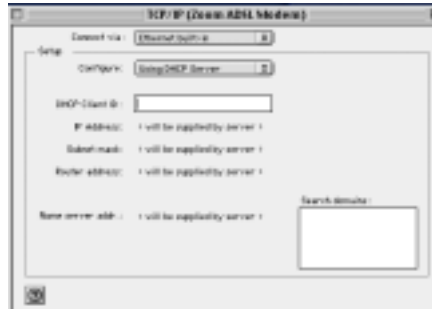 TCP/IP (Zoom ADSL Modem)
Connect via: Ethernet built-in
Setup
Configure: Using DHCP Server
DHCP Client ID:
IP Address: < will be supplied by server >
Subnet mask: < will be supplied by server >
Router address: < will be supplied by server >
Search domains:
Name server addr.: < will be supplied by server >